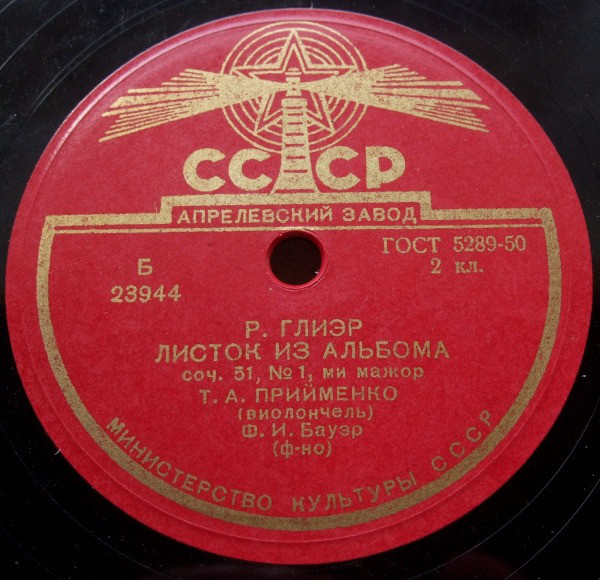 СССР
АПРЕЛЕВСКИЙ ЗАВОД
Б
23944
ГОСТ 5289-50
2 кл.
Р. ГЛИЭР
ЛИСТОК ИЗ АЛЬБОМА
соч. 51, № 1, ми мажор
Т. А. ПРИЙМЕНКО
(виолончель)
Ф. И. Бауэр
(ф-но)
МИНИСТЕРСТВО КУЛЬТУРЫ СССР